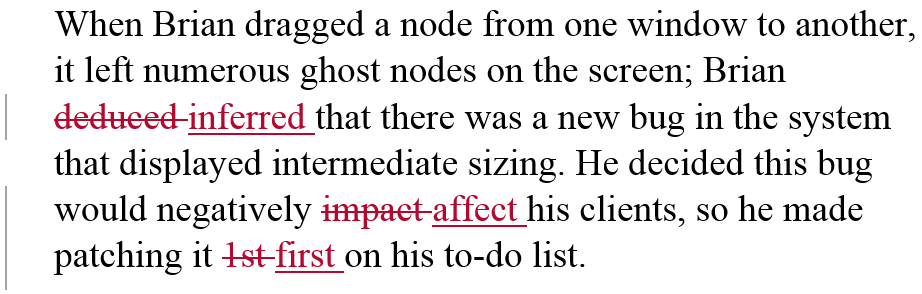 When Brian dragged a node from one window to another,
it left numerous ghost nodes on the screen; Brian
deduced inferred that there was a new bug in the system
that displayed intermediate sizing. He decided this bug
would negatively impact affect his clients, so he made
patching it 1st first on his to-do list.